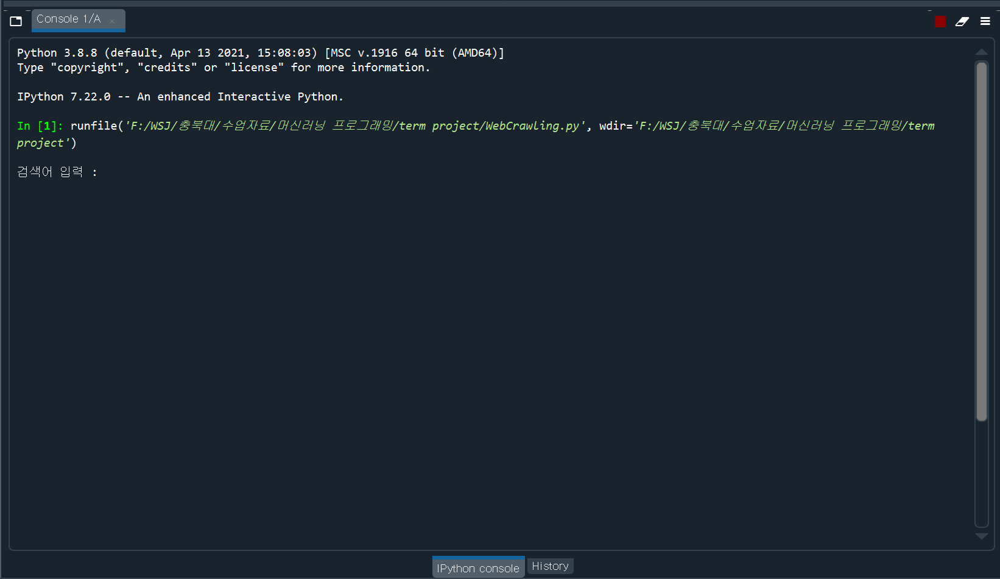 Console 1/A
Python 3.8.8 (default, Apr 13 2021, 15:08:03) [MSC v.1916 64 bit (AMD64)]
Type "copyright", "credits" or "license" for more information.
IPython 7.22.0 -- An enhanced Interactive Python.
In [1]: runfile('F:/WSJ/충북대/수업자료/머신러닝 프로그래밍/term project/WebCrawling.py', wdir='F:/WSJ/충북대/수업자료/머신러닝 프로그래밍/term
project')
검색어 입력 :
IPython console History